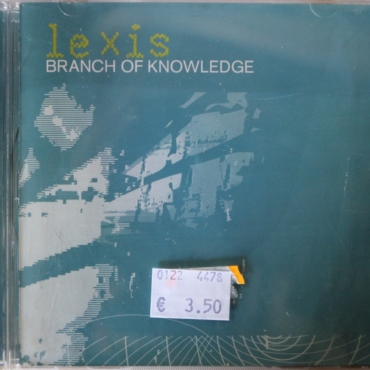 lexis
BRANCH OF KNOWLEDGE
0122 4478
€ 3.50